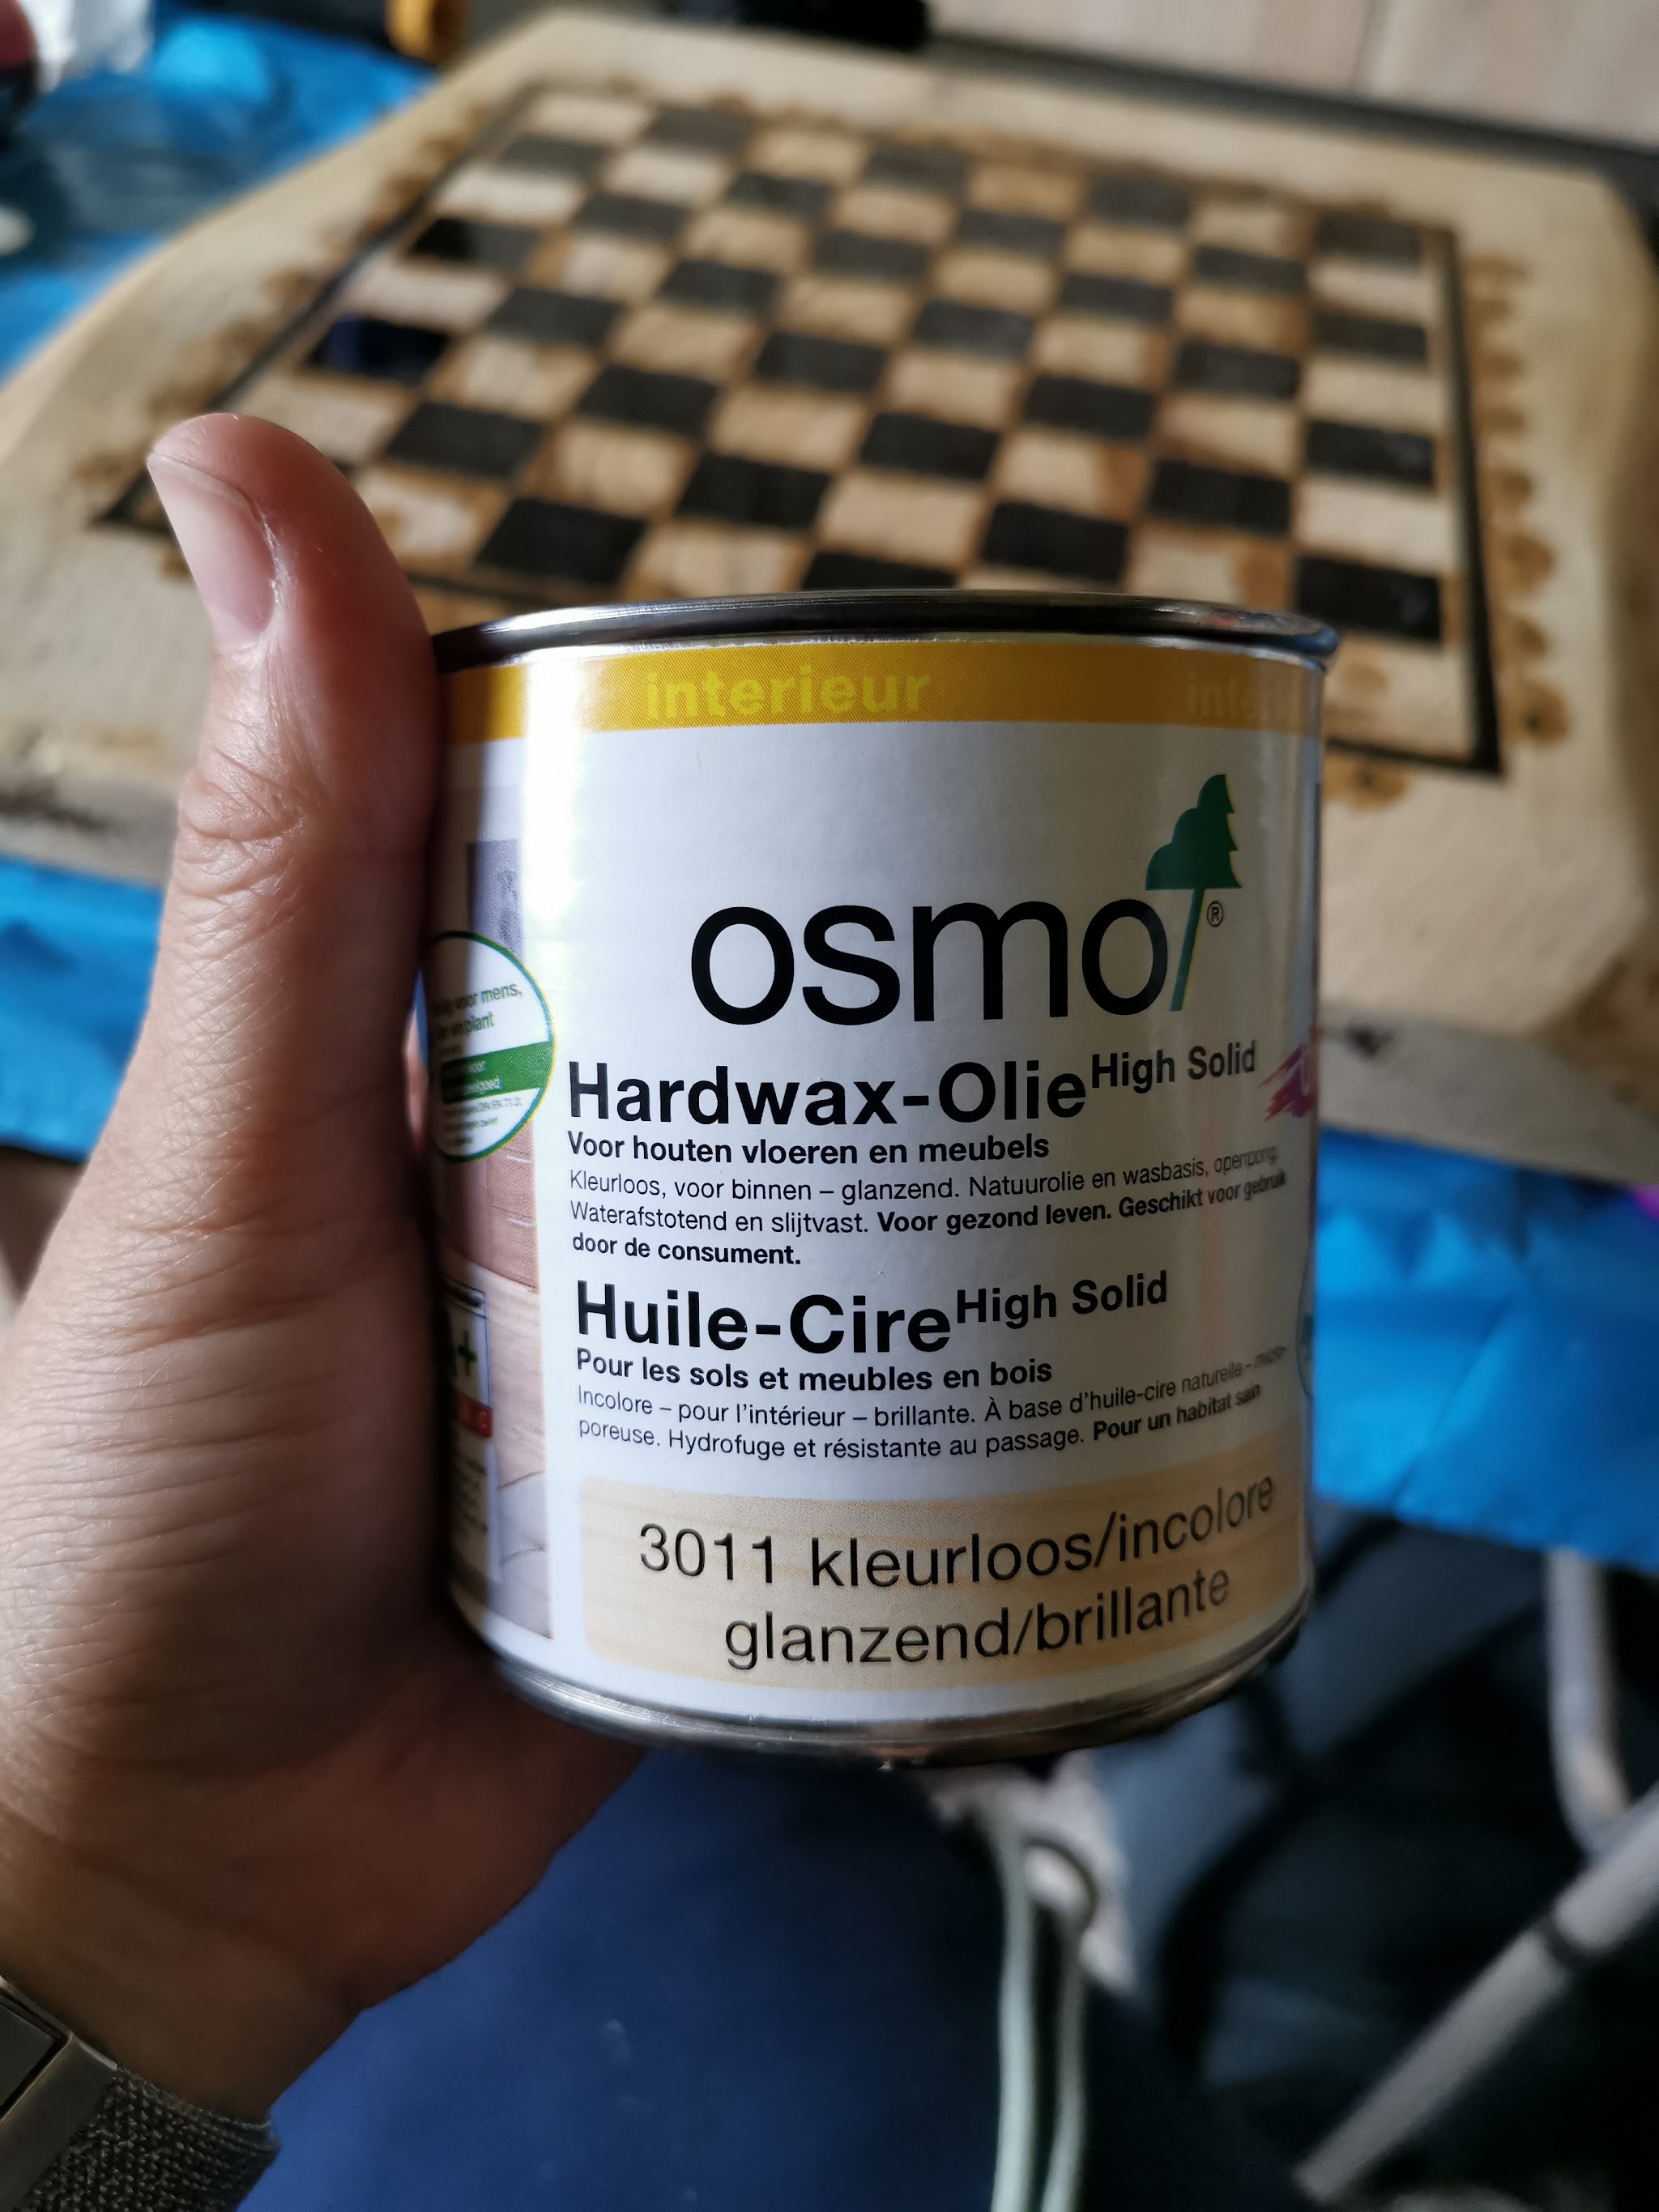 interieur
osmo®
Hardwax-Olie High Solid
Voor houten vloeren en meubels
Kleurloos, voor binnen – glanzend. Natuurolie en wasbasis, openporig.
Waterafstotend en slijtvast. Voor gezond leven. Geschikt voor gebruik
door de consument.
Huile-Cire High Solid
Pour les sols et meubles en bois
Incolore – pour l'intérieur – brillante. À base d'huile-cire naturelle – micro-
poreuse. Hydrofuge et résistante au passage. Pour un habitat sain
3011 kleurloos/incolore
glanzend/brillante
voor mens,
plant